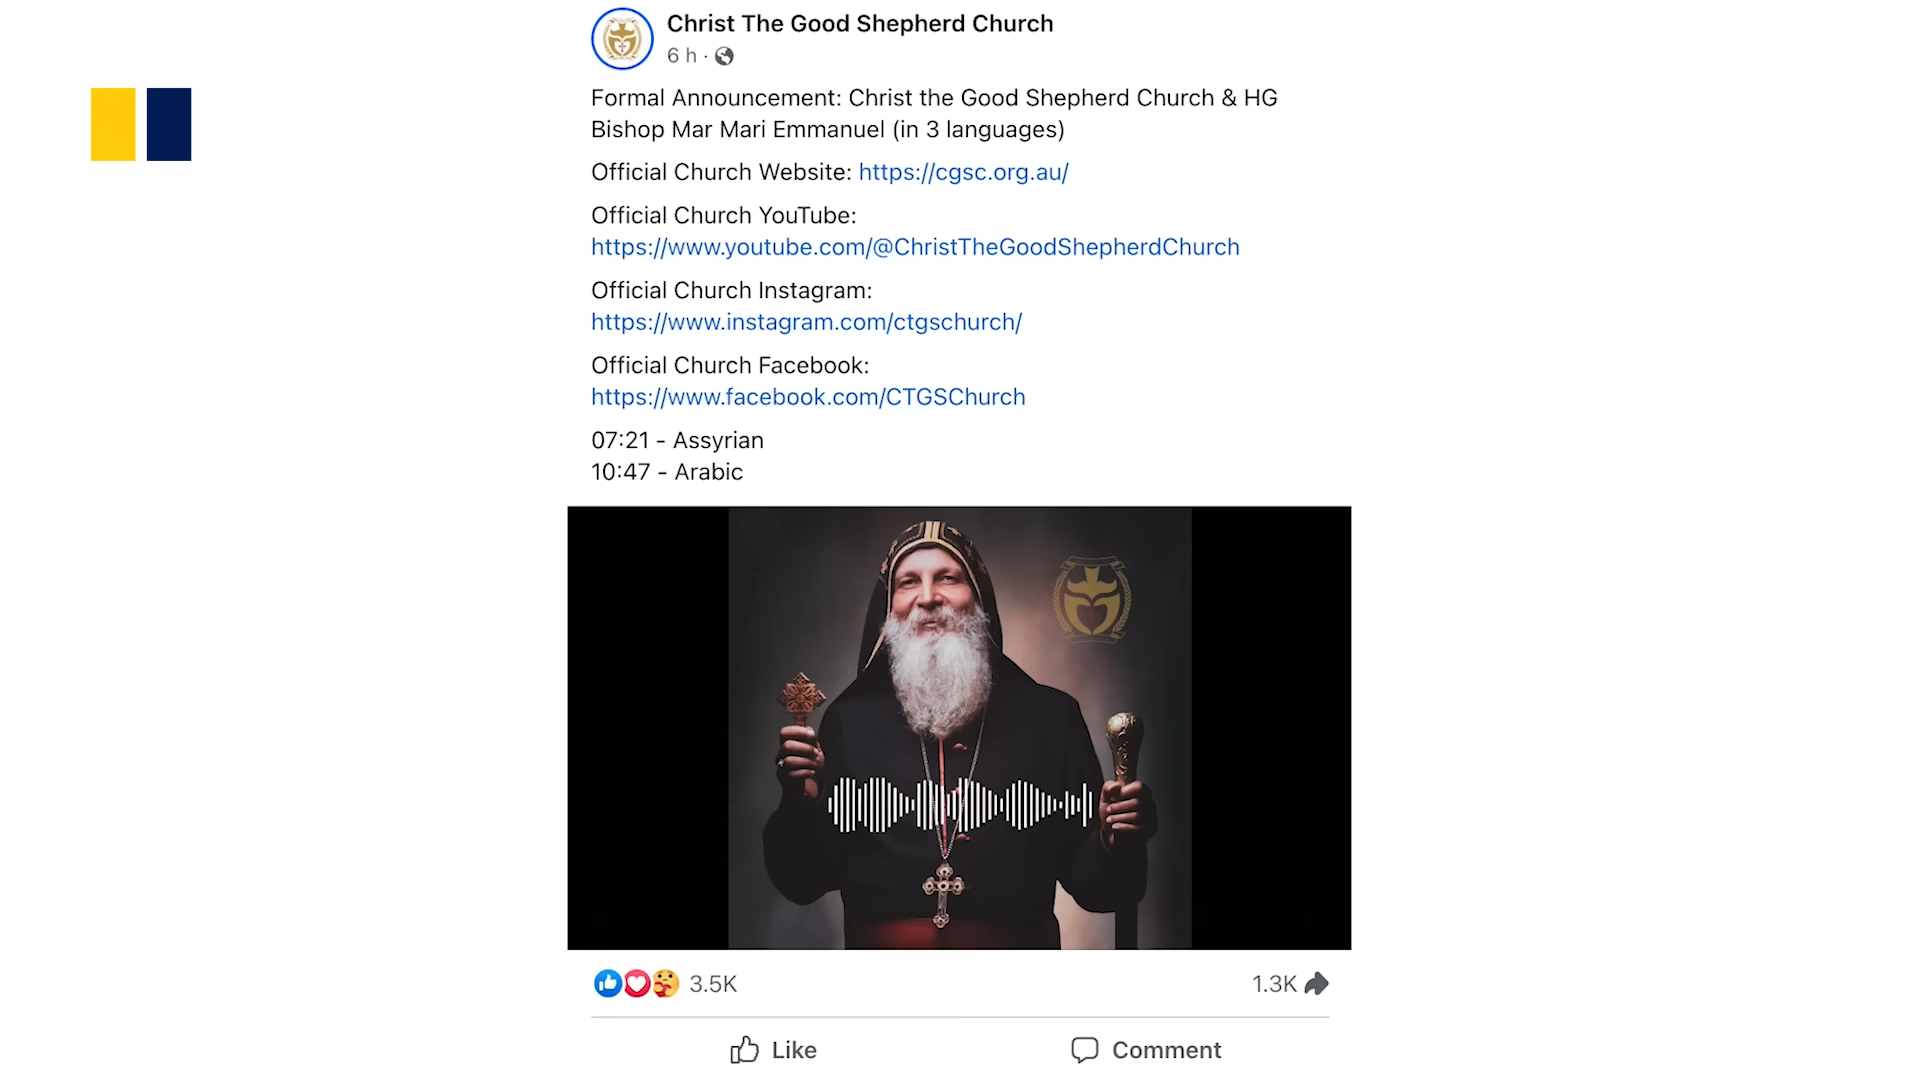 Christ The Good Shepherd Church
6 h ·
Formal Announcement: Christ the Good Shepherd Church & HG
Bishop Mar Mari Emmanuel (in 3 languages)
Official Church Website: https://cgsc.org.au/
Official Church YouTube:
https://www.youtube.com/@ChristTheGoodShepherdChurch
Official Church Instagram:
https://www.instagram.com/ctgschurch/
Official Church Facebook:
https://www.facebook.com/CTGSChurch
07:21 - Assyrian
10:47 - Arabic
3.5K
1.3K
Like
Comment